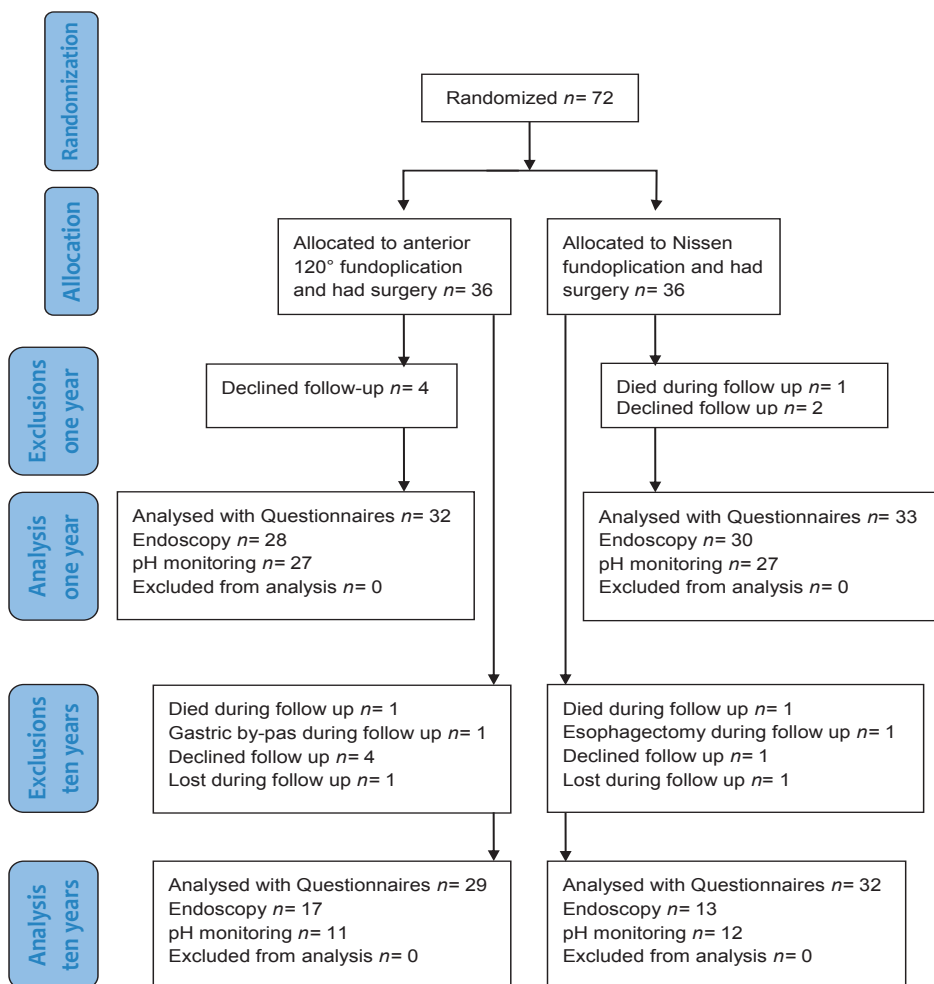 Randomization
Randomized n= 72
Allocation
Allocated to anterior
120° fundoplication
and had surgery n= 36
Allocated to Nissen
fundoplication and had
surgery n= 36
Exclusions
one year
Declined follow-up n= 4
Died during follow up n= 1
Declined follow up n= 2
Analysis
one year
Analysed with Questionnaires n= 32
Endoscopy n= 28
pH monitoring n= 27
Excluded from analysis n= 0
Analysed with Questionnaires n= 33
Endoscopy n= 30
pH monitoring n= 27
Excluded from analysis n= 0
Exclusions
ten years
Died during follow up n= 1
Gastric by-pas during follow up n= 1
Declined follow up n= 4
Lost during follow up n= 1
Died during follow up n= 1
Esophagectomy during follow up n= 1
Declined follow up n= 1
Lost during follow up n= 1
Analysis
ten years
Analysed with Questionnaires n= 29
Endoscopy n= 17
pH monitoring n= 11
Excluded from analysis n= 0
Analysed with Questionnaires n= 32
Endoscopy n= 13
pH monitoring n= 12
Excluded from analysis n= 0